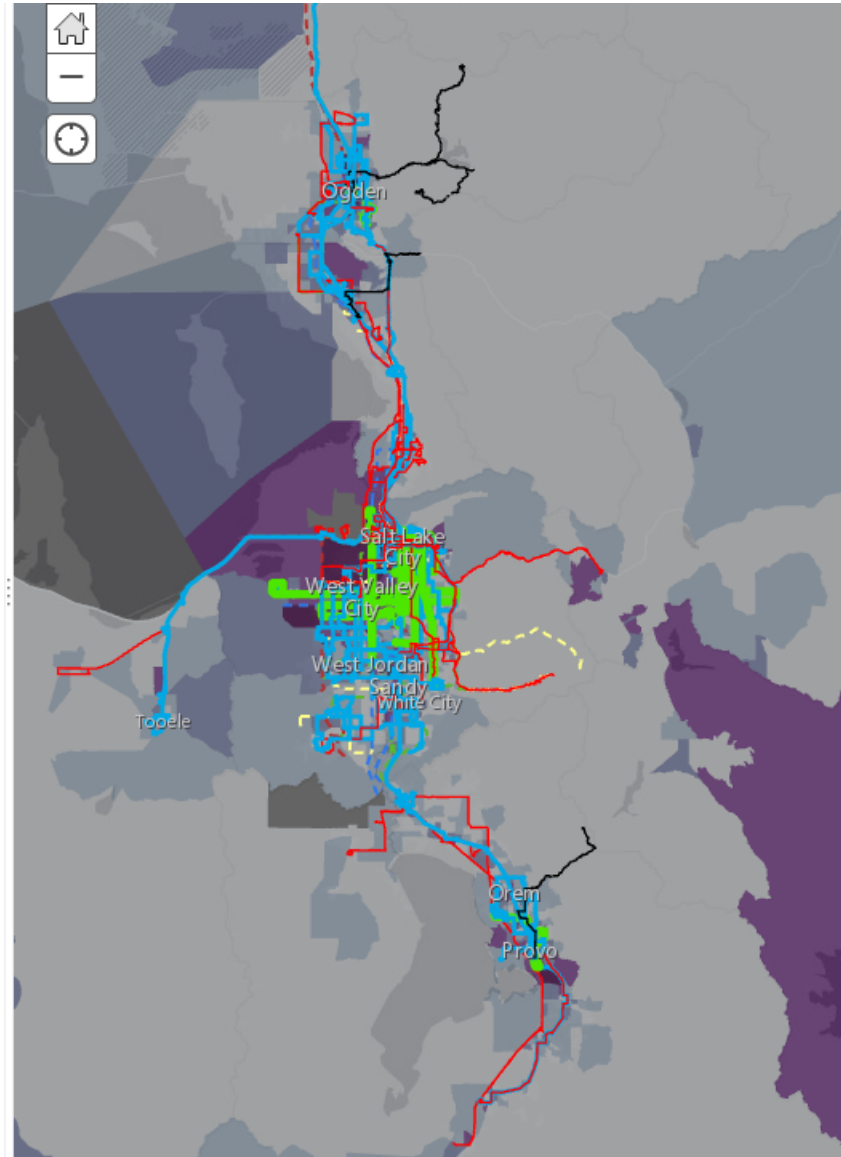 Ogden
Salt Lake
City
West Valley
City
West Jordan
Sandy
White City
Tooele
Orem
Provo